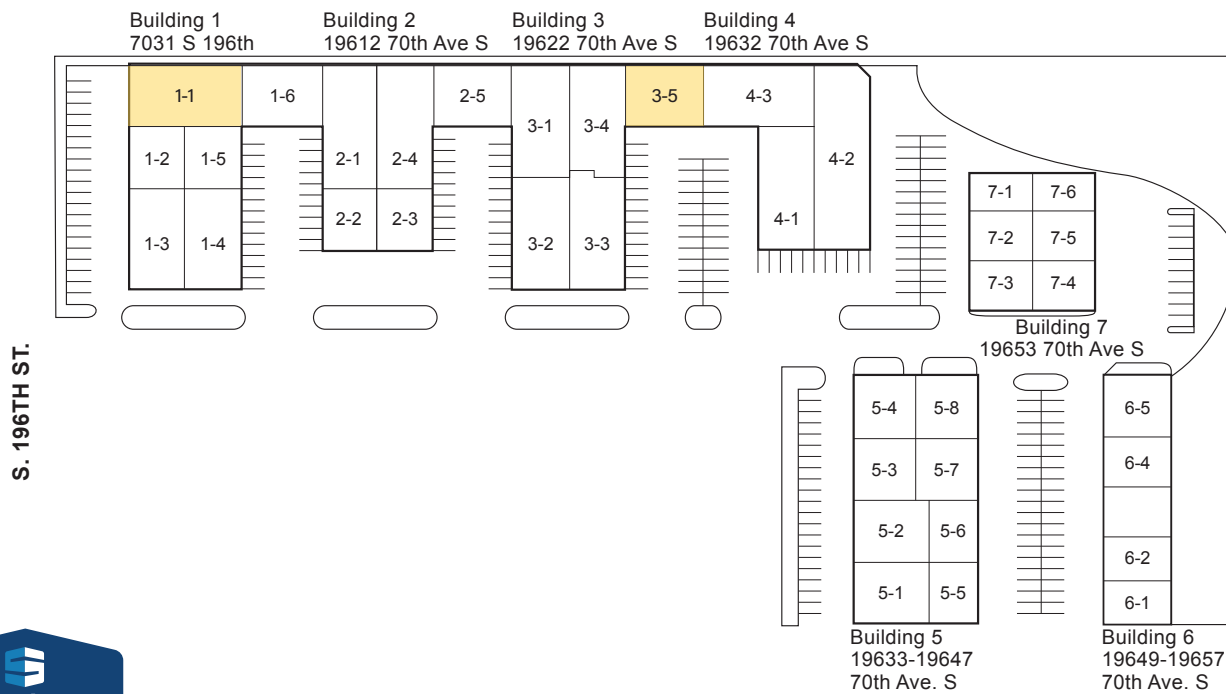 Building 1
7031 S 196th
Building 2
19612 70th Ave S
Building 3
19622 70th Ave S
Building 4
19632 70th Ave S
1-1
1-6
2-5
3-5
4-3
3-1
3-4
1-2
1-5
2-1
2-4
4-2
7-1
7-6
2-2
2-3
4-1
1-3
1-4
3-2
3-3
7-2
7-5
7-3
7-4
Building 7
19653 70th Ave S
S. 196TH ST.
5-4
5-8
6-5
5-3
5-7
6-4
5-2
5-6
6-2
5-1
5-5
6-1
Building 5
19633-19647
70th Ave. S
Building 6
19649-19657
70th Ave. S